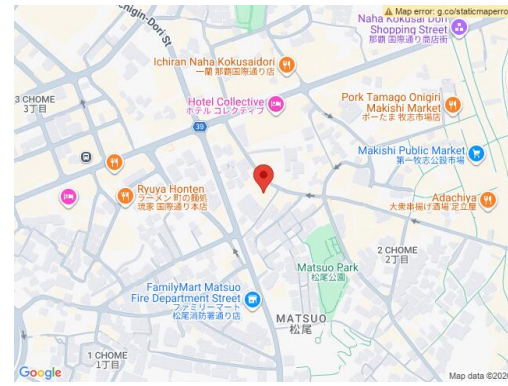 Map error: g.co/staticmaperro
Naha Kokusai Dori
Shopping Street
那覇 国際通り商店街
enigin-Dori St
Ichiran Naha Kokusaidori
一蘭 那覇国際通り店
Hotel Collective
ホテル コレクティブ
Pork Tamago Onigiri
Makishi Market
ポーたま 牧志市場店
3 CHOME
3丁目
39
Makishi Public Market
第一牧志公設市場
Ryuya Honten
ラーメン 町の麺処
琉家 国際通り本店
Adachiya
大衆串揚げ酒場 足立屋
2 CHOME
2丁目
Matsuo Park
松尾公園
FamilyMart Matsuo
Fire Department Street
ファミリーマート
松尾消防署通り店
MATSUO
松尾
1 CHOME
1丁目
Google
Map data ©202